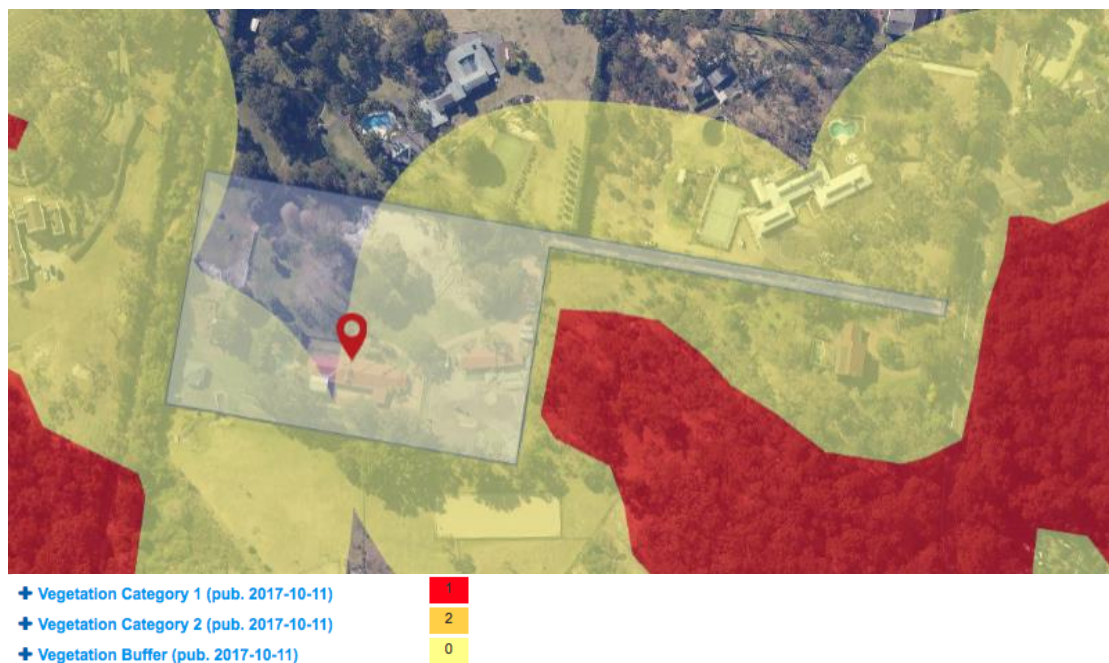 + Vegetation Category 1 (pub. 2017-10-11) 1
+ Vegetation Category 2 (pub. 2017-10-11) 2
+ Vegetation Buffer (pub. 2017-10-11) 0